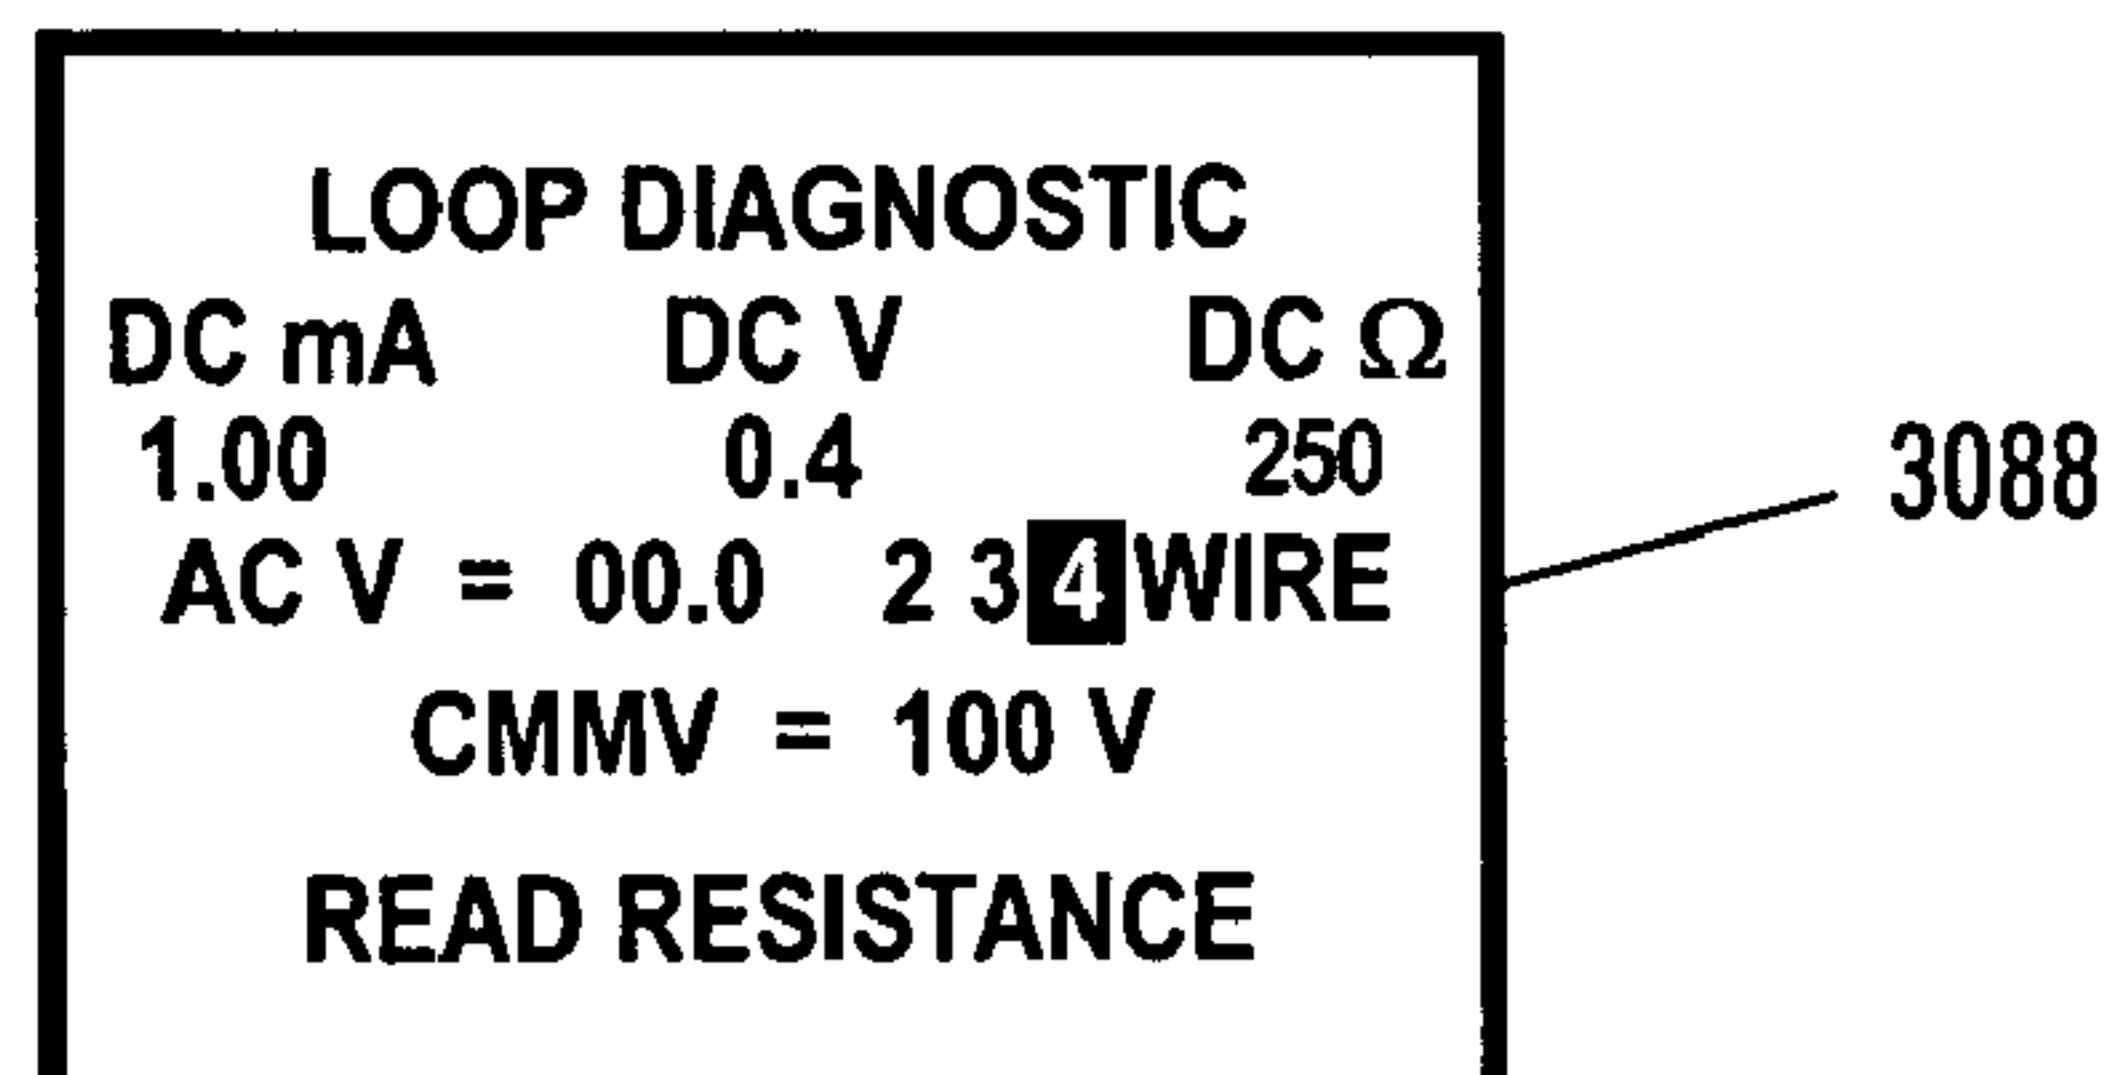 LOOP DIAGNOSTIC
DC mA DC V DC Ω
1.00 0.4 250
3088
AC V = 00.0 2 3 4 WIRE
CMMV = 100 V
READ RESISTANCE